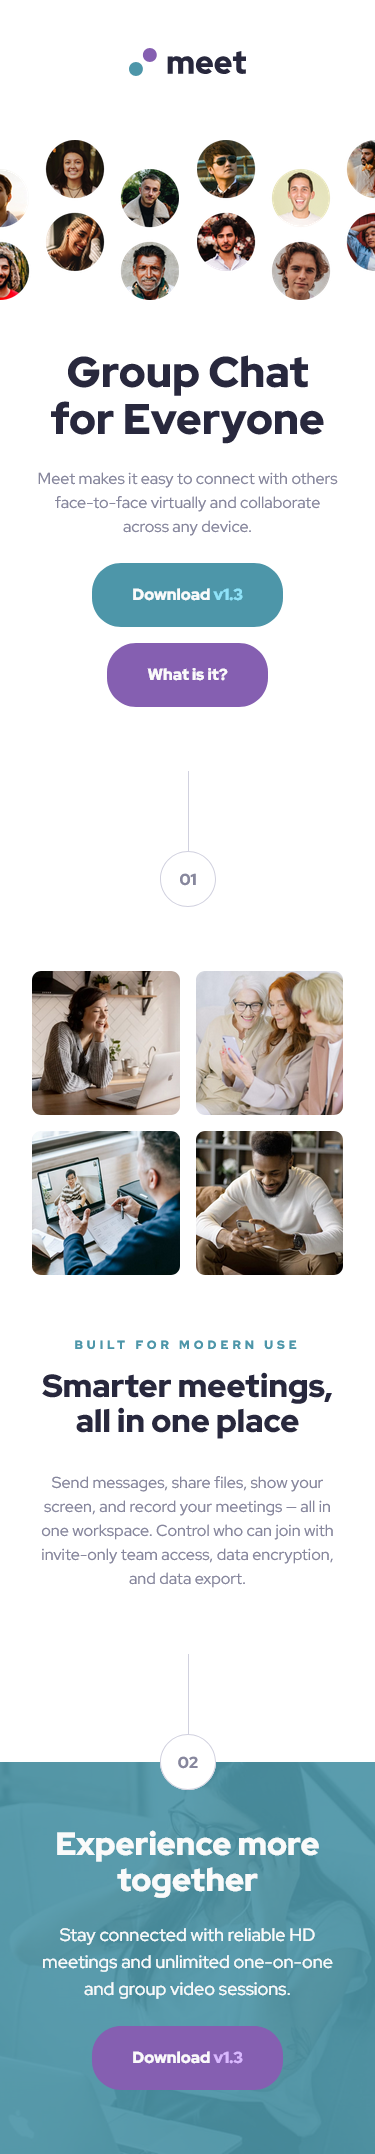 meet
Group Chat
for Everyone
Meet makes it easy to connect with others
face-to-face virtually and collaborate
across any device.
Download v1.3
What is it?
01
BUILT FOR MODERN USE
Smarter meetings,
all in one place
Send messages, share files, show your
screen, and record your meetings — all in
one workspace. Control who can join with
invite-only team access, data encryption,
and data export.
02
Experience more
together
Stay connected with reliable HD
meetings and unlimited one-on-one
and group video sessions.
Download v1.3